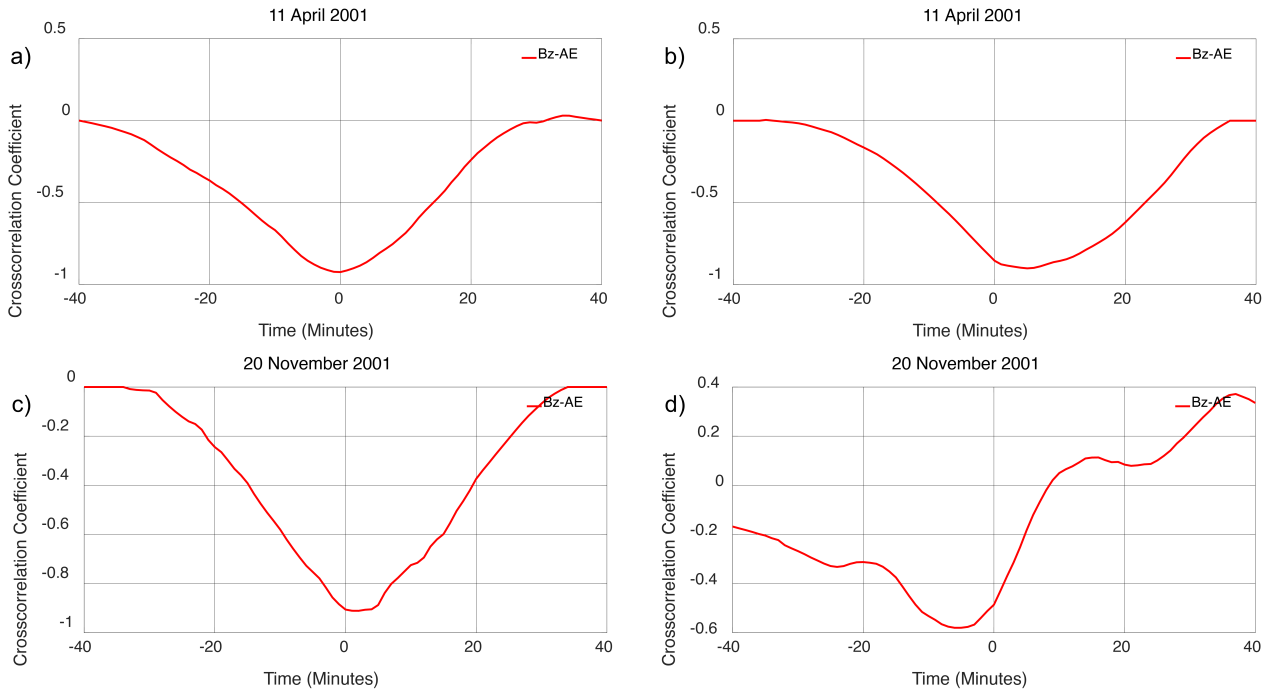 11 April 2001
a)
Bz-AE
Crosscorrelation Coefficient
0.5
0
-0.5
-1
-40 -20 0 20 40
Time (Minutes)
11 April 2001
b)
Bz-AE
Crosscorrelation Coefficient
0.5
0
-0.5
-1
-40 -20 0 20 40
Time (Minutes)
20 November 2001
c)
Bz-AE
Crosscorrelation Coefficient
0
-0.2
-0.4
-0.6
-0.8
-1
-40 -20 0 20 40
Time (Minutes)
20 November 2001
d)
Bz-AE
Crosscorrelation Coefficient
0.4
0.2
0
-0.2
-0.4
-0.6
-40 -20 0 20 40
Time (Minutes)